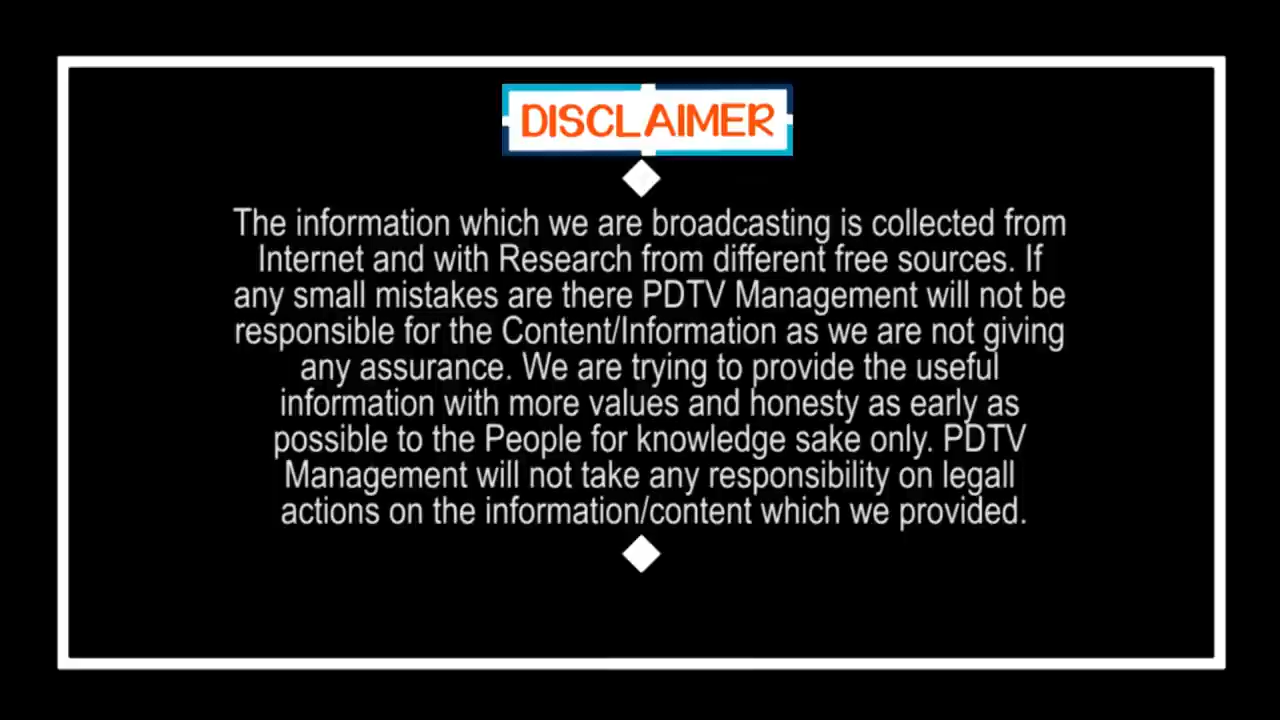 DISCLAIMER
The information which we are broadcasting is collected from
Internet and with Research from different free sources. If
any small mistakes are there PDTV Management will not be
responsible for the Content/Information as we are not giving
any assurance. We are trying to provide the useful
information with more values and honesty as early as
possible to the People for knowledge sake only. PDTV
Management will not take any responsibility on legall
actions on the information/content which we provided.